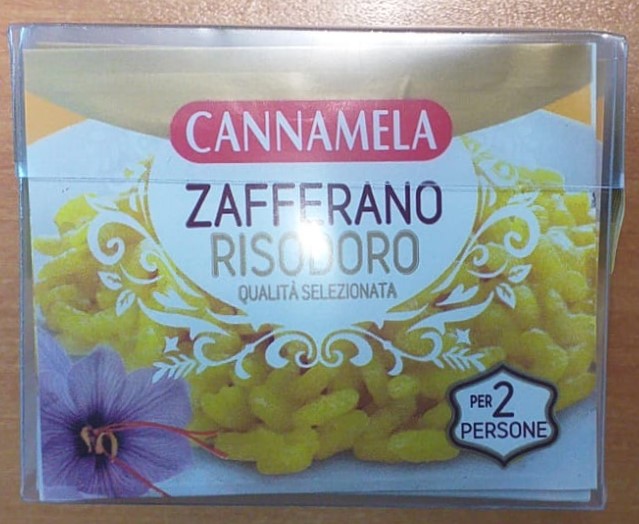 CANNAMELA
ZAFFERANO
RISODORO
QUALITÀ SELEZIONATA
PER 2
PERSONE